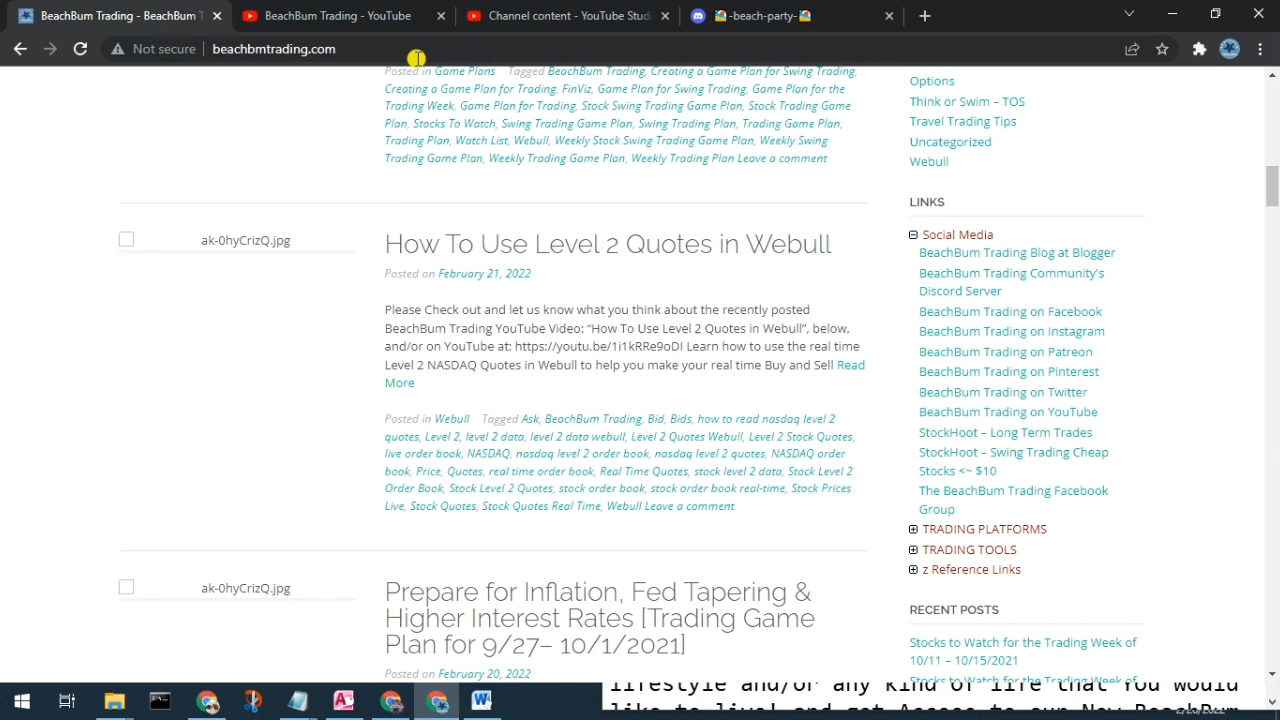 BeachBum Trading - BeachBum T
BeachBum Trading - YouTube
Channel content - YouTube Stud
-beach-party-
Not secure
beachbmtrading.com
Posted in Game Plans Tagged BeachBum Trading, Creating a Game Plan for Swing Trading,
Creating a Game Plan for Trading, FinViz, Game Plan for Swing Trading, Game Plan for the
Trading Week, Game Plan for Trading, Stock Swing Trading Game Plan, Stock Trading Game
Plan, Stocks To Watch, Swing Trading Game Plan, Swing Trading Plan, Trading Game Plan,
Trading Plan, Watch List, Webull, Weekly Stock Swing Trading Game Plan, Weekly Swing
Trading Game Plan, Weekly Trading Game Plan, Weekly Trading Plan Leave a comment
ak-0hyCrizQ.jpg
How To Use Level 2 Quotes in Webull
Posted on February 21, 2022
Please Check out and let us know what you think about the recently posted
BeachBum Trading YouTube Video: “How To Use Level 2 Quotes in Webull”, below,
and/or on YouTube at: https://youtu.be/1i1kRRe9oDI Learn how to use the real time
Level 2 NASDAQ Quotes in Webull to help you make your real time Buy and Sell Read
More
Posted in Webull Tagged Ask, BeachBum Trading, Bid, Bids, how to read nasdaq level 2
quotes, Level 2, level 2 data, level 2 data webull, Level 2 Quotes Webull, Level 2 Stock Quotes,
live order book, NASDAQ, nasdaq level 2 order book, nasdaq level 2 quotes, NASDAQ order
book, Price, Quotes, real time order book, Real Time Quotes, stock level 2 data, Stock Level 2
Order Book, Stock Level 2 Quotes, stock order book, stock order book real-time, Stock Prices
Live, Stock Quotes, Stock Quotes Real Time, Webull Leave a comment
ak-0hyCrizQ.jpg
Prepare for Inflation, Fed Tapering &
Higher Interest Rates [Trading Game
Plan for 9/27– 10/1/2021]
Posted on February 20, 2022
Options
Think or Swim – TOS
Travel Trading Tips
Uncategorized
Webull
LINKS
Social Media
BeachBum Trading Blog at Blogger
BeachBum Trading Community's
Discord Server
BeachBum Trading on Facebook
BeachBum Trading on Instagram
BeachBum Trading on Patreon
BeachBum Trading on Pinterest
BeachBum Trading on Twitter
BeachBum Trading on YouTube
StockHoot – Long Term Trades
StockHoot – Swing Trading Cheap
Stocks <~ $10
The BeachBum Trading Facebook
Group
TRADING PLATFORMS
TRADING TOOLS
z Reference Links
RECENT POSTS
Stocks to Watch for the Trading Week of
10/11 – 10/15/2021
Stocks to Watch for the Trading Week of
lifestyle and/or any kind of life that You would
like to live! and get Access to our New BeachBum